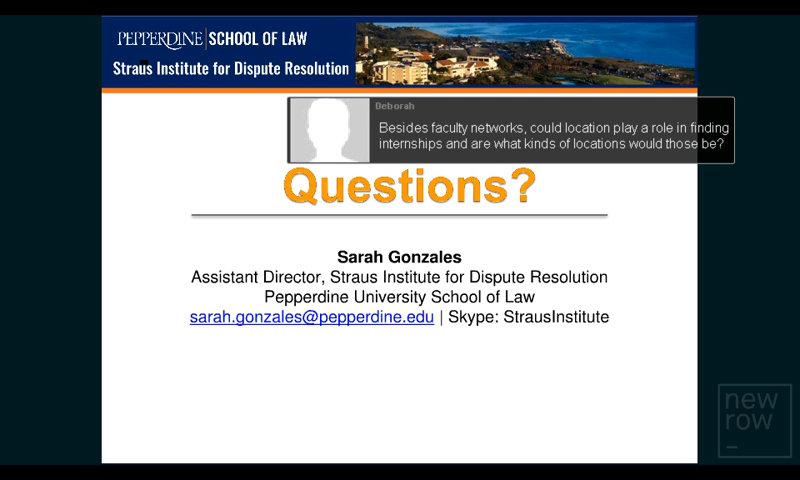 PEPPERDINE SCHOOL OF LAW
Straus Institute for Dispute Resolution
Deborah
Besides faculty networks, could location play a role in finding
internships and are what kinds of locations would those be?
Questions?
Sarah Gonzales
Assistant Director, Straus Institute for Dispute Resolution
Pepperdine University School of Law
sarah.gonzales@pepperdine.edu | Skype: StrausInstitute
new
row